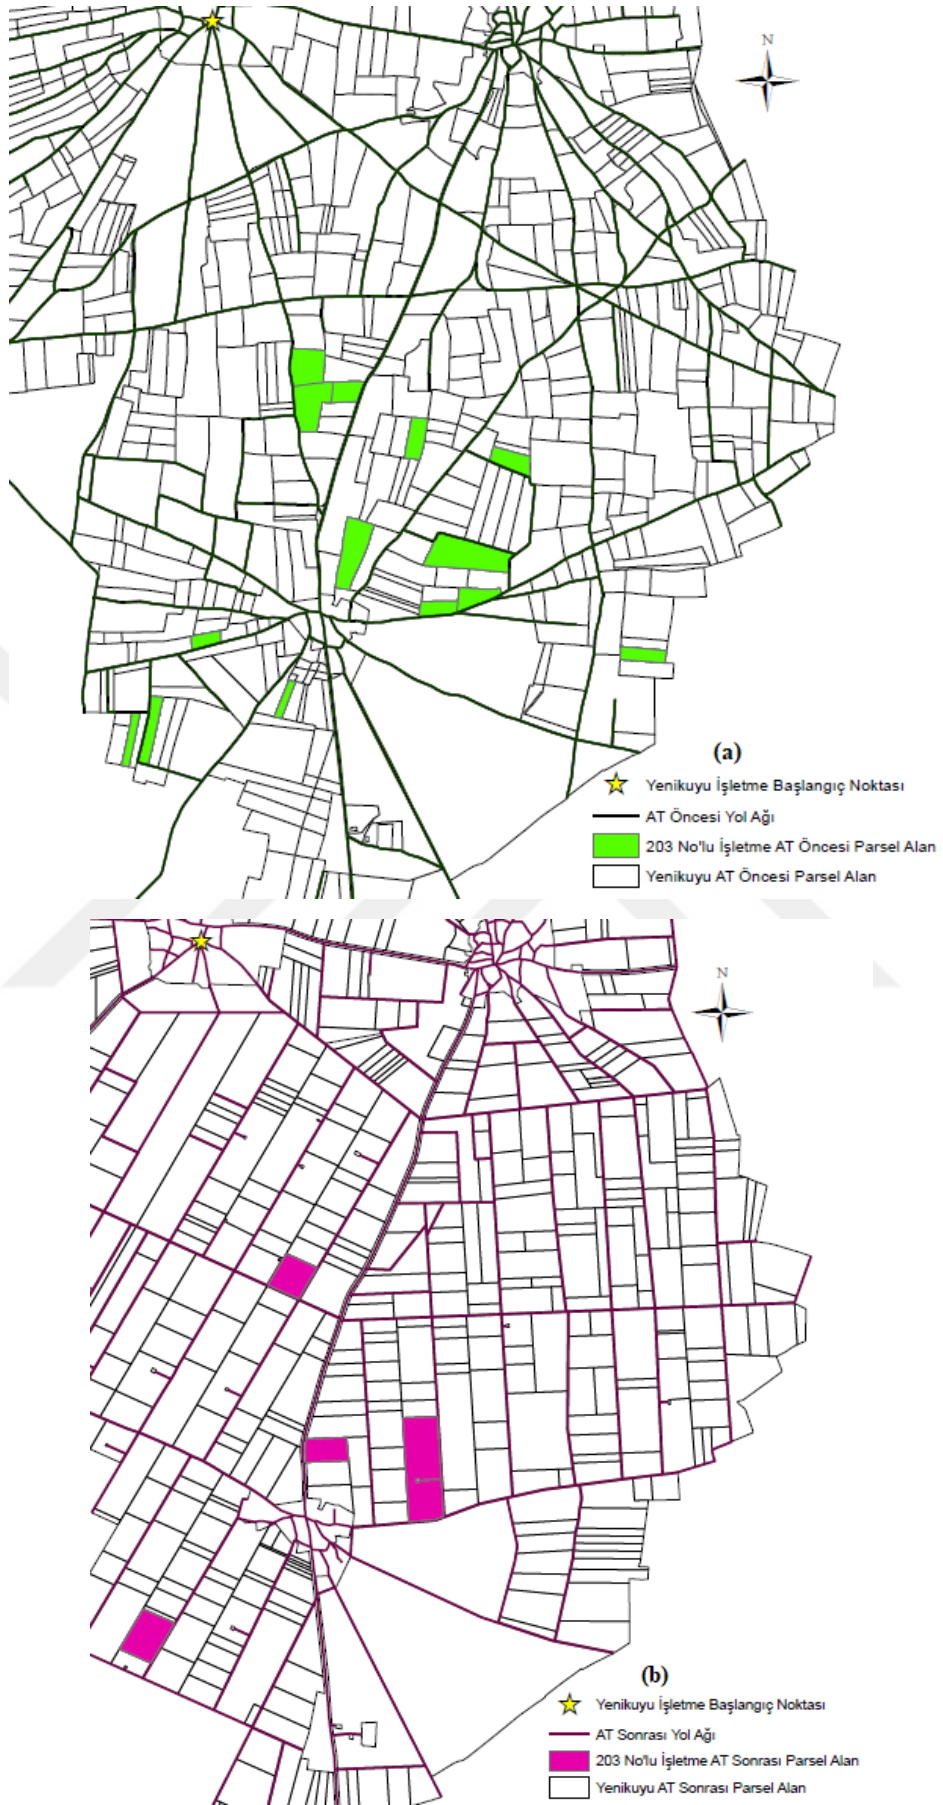 N
(a)
Yenikuyu İşletme Başlangıç Noktası
AT Öncesi Yol Ağı
203 No'lu İşletme AT Öncesi Parsel Alan
Yenikuyu AT Öncesi Parsel Alan
N
(b)
Yenikuyu İşletme Başlangıç Noktası
AT Sonrası Yol Ağı
203 No'lu İşletme AT Sonrası Parsel Alan
Yenikuyu AT Sonrası Parsel Alan